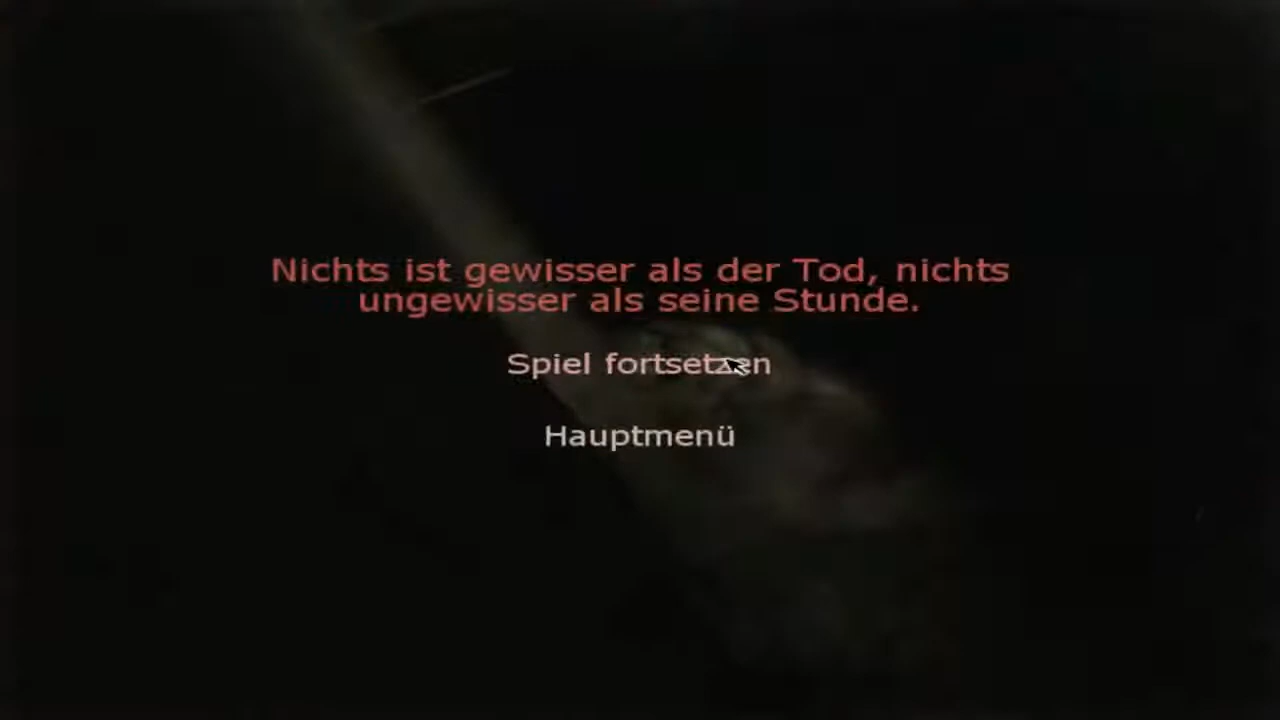 Nichts ist gewisser als der Tod, nichts
ungewisser als seine Stunde.
Spiel fortsetzen
Hauptmenü